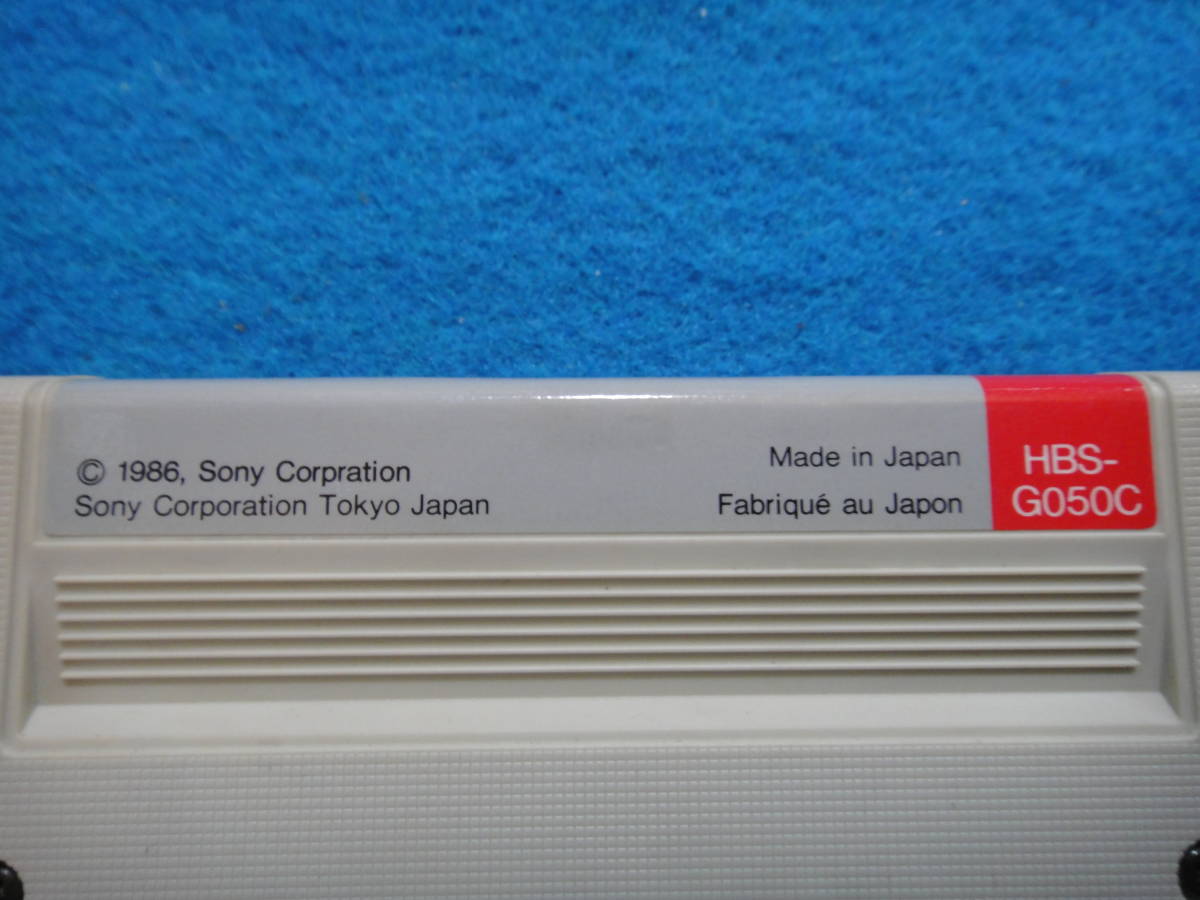 © 1986, Sony Corpration
Sony Corporation Tokyo Japan
Made in Japan
Fabriqué au Japon
HBS-
G050C